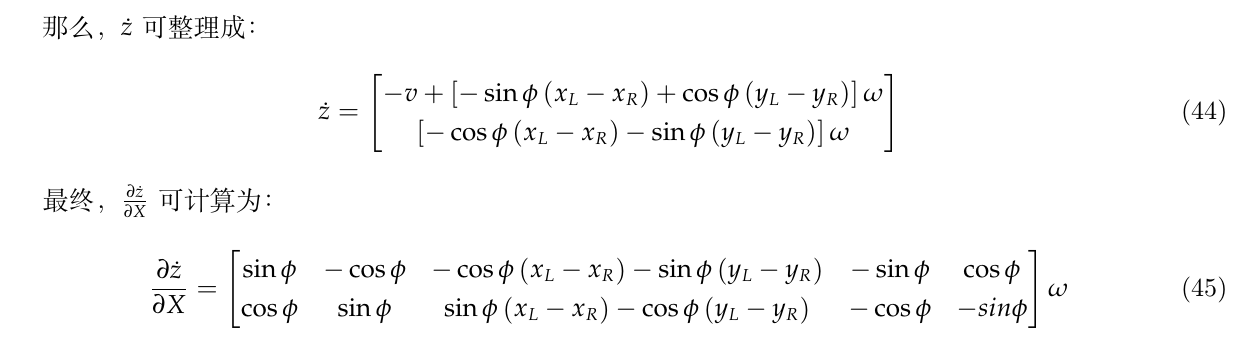 那么，ż 可整理成：
ż = [ −v + [− sin ϕ (x_L − x_R) + cos ϕ (y_L − y_R)] ω
[− cos ϕ (x_L − x_R) − sin ϕ (y_L − y_R)] ω ] (44)
最终，∂ż/∂X 可计算为：
∂ż/∂X = [ sin ϕ − cos ϕ − cos ϕ (x_L − x_R) − sin ϕ (y_L − y_R) − sin ϕ cos ϕ
cos ϕ sin ϕ sin ϕ (x_L − x_R) − cos ϕ (y_L − y_R) − cos ϕ −sinϕ ] ω (45)